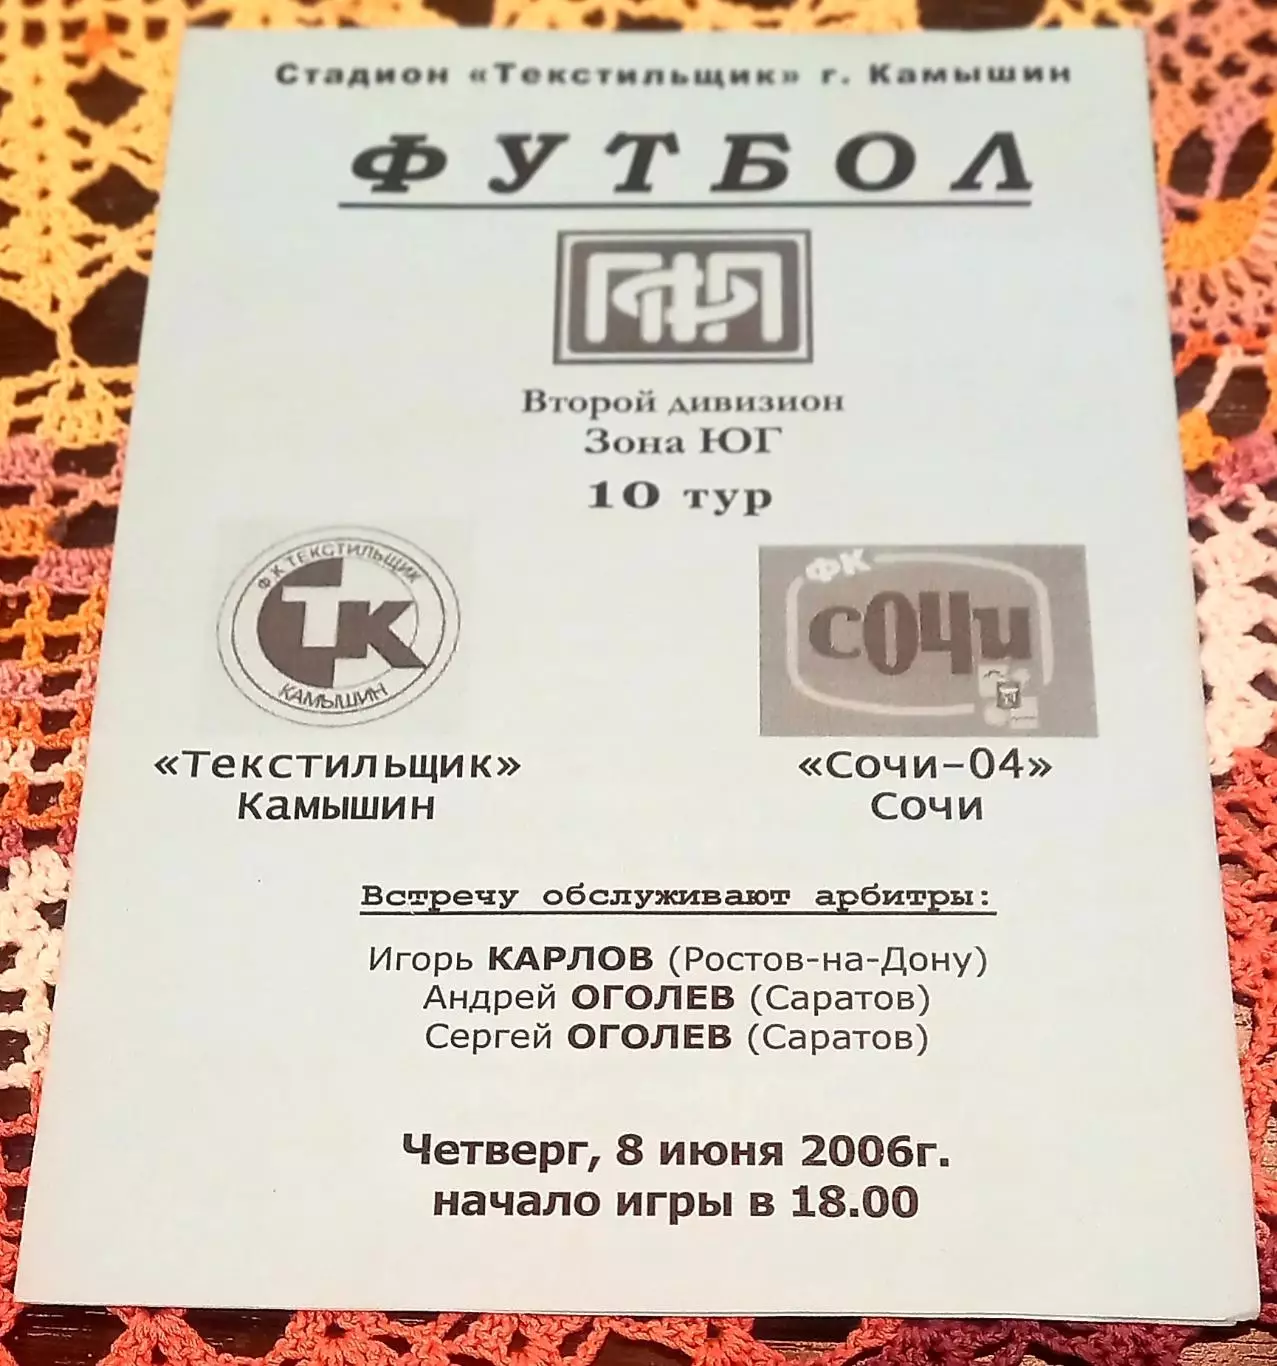 Стадион «Текстильщик» г. Камышин
ФУТБОЛ
ПФЛ
Второй дивизион
Зона ЮГ
10 тур
Ф.К ТЕКСТИЛЬЩИК
ТК
КАМЫШИН
ФК
сОЧи
«Текстильщик»
Камышин
«Сочи-04»
Сочи
Встречу обслуживают арбитры:
Игорь КАРЛОВ (Ростов-на-Дону)
Андрей ОГОЛЕВ (Саратов)
Сергей ОГОЛЕВ (Саратов)
Четверг, 8 июня 2006г.
начало игры в 18.00